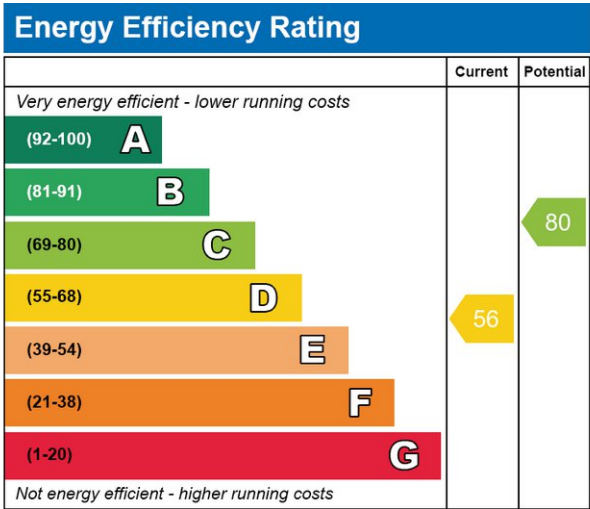 Energy Efficiency Rating
Current Potential
Very energy efficient - lower running costs
(92-100) A
(81-91) B
(69-80) C
80
(55-68) D
56
(39-54) E
(21-38) F
(1-20) G
Not energy efficient - higher running costs